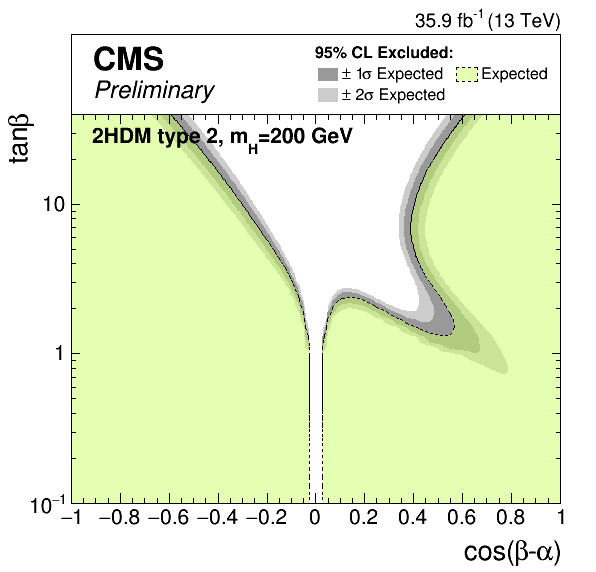 35.9 fb⁻¹ (13 TeV)
CMS
Preliminary
95% CL Excluded:
± 1σ Expected
Expected
± 2σ Expected
2HDM type 2, m_H=200 GeV
tanβ
10
1
10⁻¹
−1 −0.8 −0.6 −0.4 −0.2 0 0.2 0.4 0.6 0.8 1
cos(β-α)